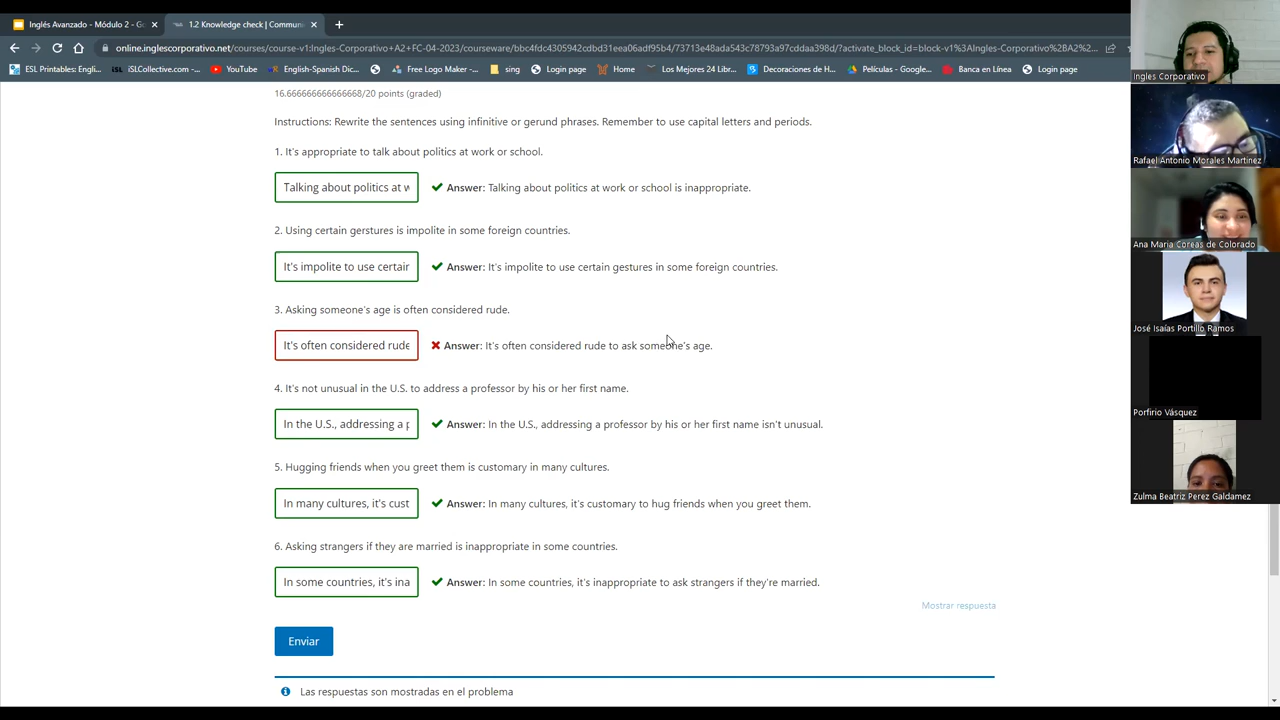 Inglés Avanzado - Módulo 2 - Ge
1.2 Knowledge check | Commun
online.inglescorporativo.net/courses/course-v1:Ingles-Corporativo+A2+FC-04-2023/courseware/bbc4fdc4305942cdbd31eea06adf95b4/73713e48ada543c78793a97cddaa398d/?activate_block_id=block-v1%3AIngles-Corporativo%2BA2%2...
ESL Printables: Engli...
iSLCollective.com -...
YouTube
English-Spanish Dic...
Free Logo Maker -...
sing
Login page
Home
Los Mejores 24 Libr...
Decoraciones de H...
Películas - Google...
Banca en Línea
Login page
16.666666666666668/20 points (graded)
Instructions: Rewrite the sentences using infinitive or gerund phrases. Remember to use capital letters and periods.
1. It's appropriate to talk about politics at work or school.
Talking about politics at w
Answer: Talking about politics at work or school is inappropriate.
2. Using certain gerstures is impolite in some foreign countries.
It's impolite to use certain
Answer: It's impolite to use certain gestures in some foreign countries.
3. Asking someone's age is often considered rude.
It's often considered rude
Answer: It's often considered rude to ask someone's age.
4. It's not unusual in the U.S. to address a professor by his or her first name.
In the U.S., addressing a p
Answer: In the U.S., addressing a professor by his or her first name isn't unusual.
5. Hugging friends when you greet them is customary in many cultures.
In many cultures, it's cust
Answer: In many cultures, it's customary to hug friends when you greet them.
6. Asking strangers if they are married is inappropriate in some countries.
In some countries, it's ina
Answer: In some countries, it's inappropriate to ask strangers if they're married.
Mostrar respuesta
Enviar
Las respuestas son mostradas en el problema
Ingles Corporativo
Rafael Antonio Morales Martinez
Ana Maria Coreas de Colorado
José Isaías Portillo Ramos
Porfirio Vásquez
Zulma Beatriz Perez Galdamez